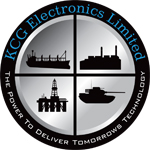 KCG Electronics Limited
The Power To Deliver Tomorrows Technology